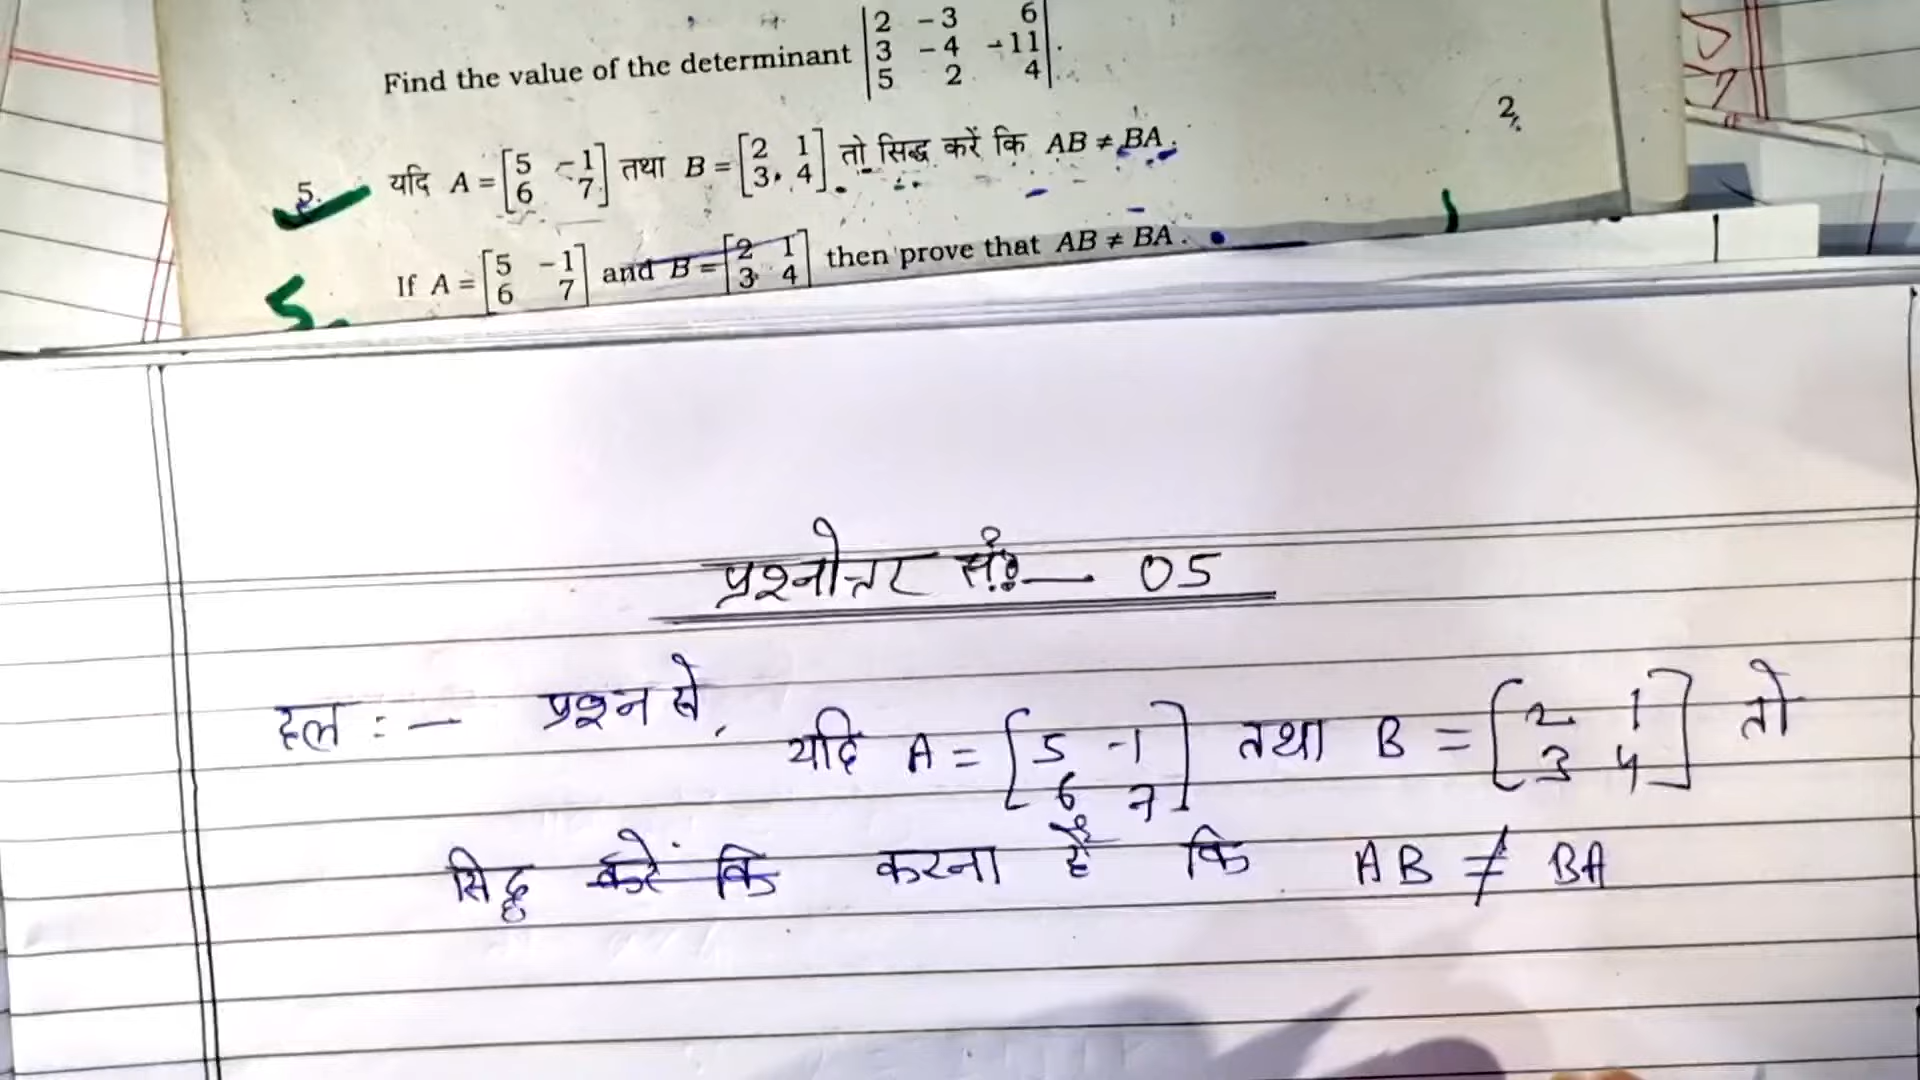 Find the value of the determinant |2 -3 6|
|3 -4 -11| .
|5 2 4|
2
5. यदि A = [5 -1 तथा B = [2 1 तो सिद्ध करें कि AB ≠ BA .
6 7] 3 4]
5. If A = [5 -1 and B = [2 1 then prove that AB ≠ BA .
6 7] 3 4]
प्रश्नोत्तर सं०:— 05
हल :— प्रश्न से,
यदि A = [5 -1 तथा B = [2 1 तो
6 7] 3 4]
सिद्ध करें कि करना है कि AB ≠ BA